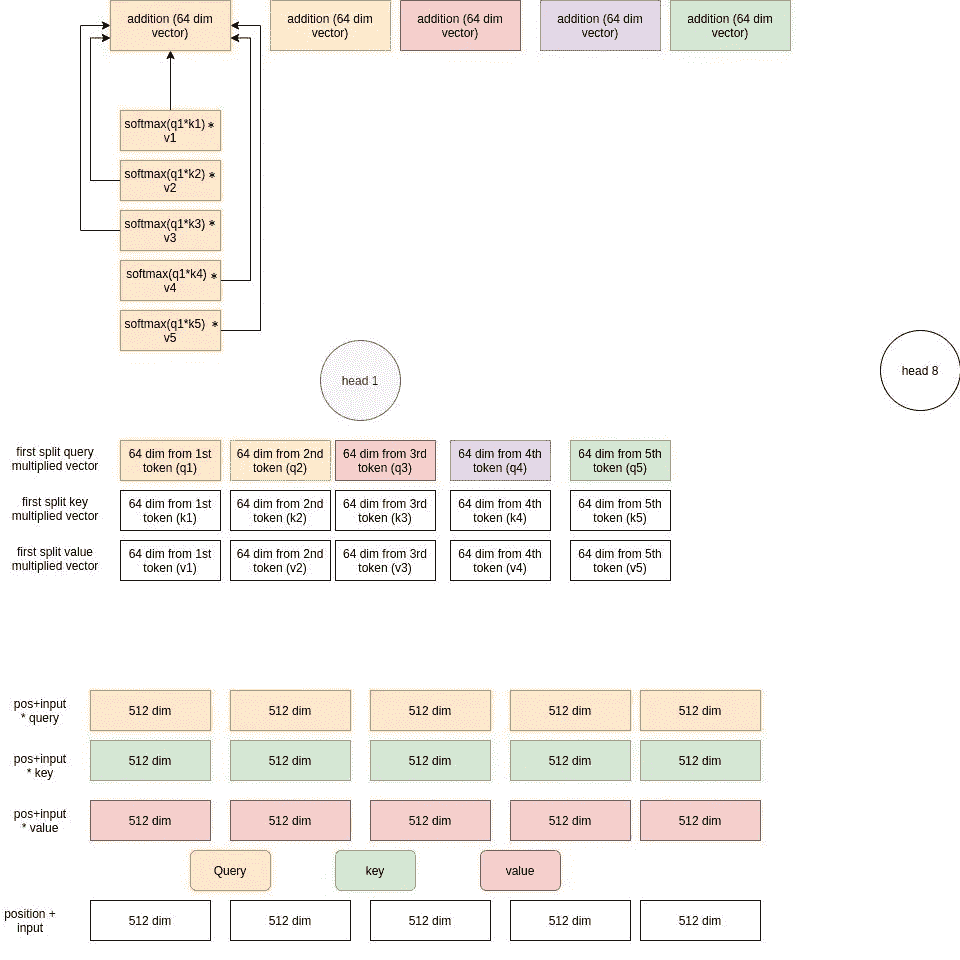 addition (64 dim
vector)
addition (64 dim
vector)
addition (64 dim
vector)
addition (64 dim
vector)
addition (64 dim
vector)
softmax(q1*k1) *
v1
softmax(q1*k2) *
v2
softmax(q1*k3) *
v3
softmax(q1*k4) *
v4
softmax(q1*k5) *
v5
head 1
head 8
first split query
multiplied vector
64 dim from 1st
token (q1)
64 dim from 2nd
token (q2)
64 dim from 3rd
token (q3)
64 dim from 4th
token (q4)
64 dim from 5th
token (q5)
first split key
multiplied vector
64 dim from 1st
token (k1)
64 dim from 2nd
token (k2)
64 dim from 3rd
token (k3)
64 dim from 4th
token (k4)
64 dim from 5th
token (k5)
first split value
multiplied vector
64 dim from 1st
token (v1)
64 dim from 2nd
token (v2)
64 dim from 3rd
token (v3)
64 dim from 4th
token (v4)
64 dim from 5th
token (v5)
pos+input
* query
512 dim
512 dim
512 dim
512 dim
512 dim
pos+input
* key
512 dim
512 dim
512 dim
512 dim
512 dim
pos+input
* value
512 dim
512 dim
512 dim
512 dim
512 dim
Query
key
value
position +
input
512 dim
512 dim
512 dim
512 dim
512 dim